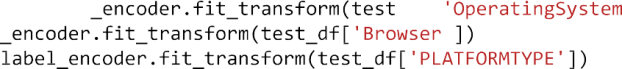 _encoder.fit_transform(test 'OperatingSystem
_encoder.fit_transform(test_df['Browser ])
label_encoder.fit_transform(test_df['PLATFORMTYPE'])